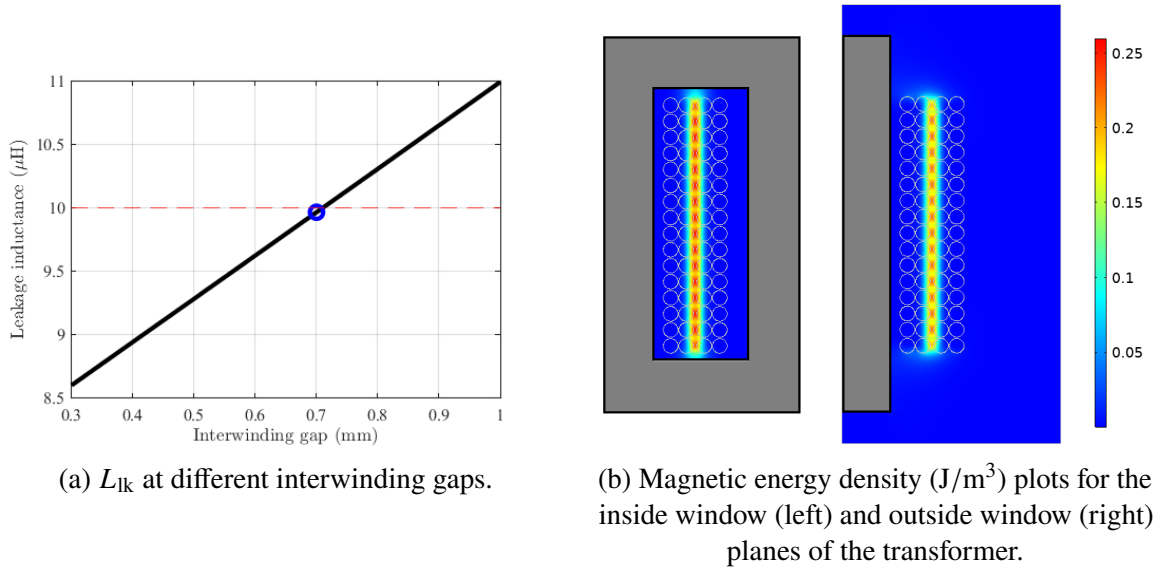 11
10.5
10
9.5
9
8.5
Leakage inductance (μH)
0.3 0.4 0.5 0.6 0.7 0.8 0.9 1
Interwinding gap (mm)
(a) Llk at different interwinding gaps.
0.25
0.2
0.15
0.1
0.05
(b) Magnetic energy density (J/m³) plots for the
inside window (left) and outside window (right)
planes of the transformer.